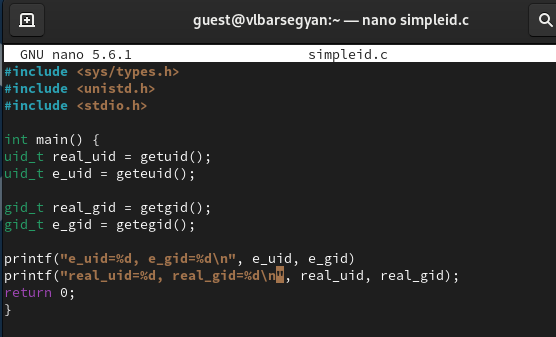 guest@vlbarsegyan:~ — nano simpleid.c
GNU nano 5.6.1 simpleid.c
#include <sys/types.h>
#include <unistd.h>
#include <stdio.h>
int main() {
uid_t real_uid = getuid();
uid_t e_uid = geteuid();
gid_t real_gid = getgid();
gid_t e_gid = getegid();
printf("e_uid=%d, e_gid=%d\n", e_uid, e_gid)
printf("real_uid=%d, real_gid=%d\n", real_uid, real_gid);
return 0;
}